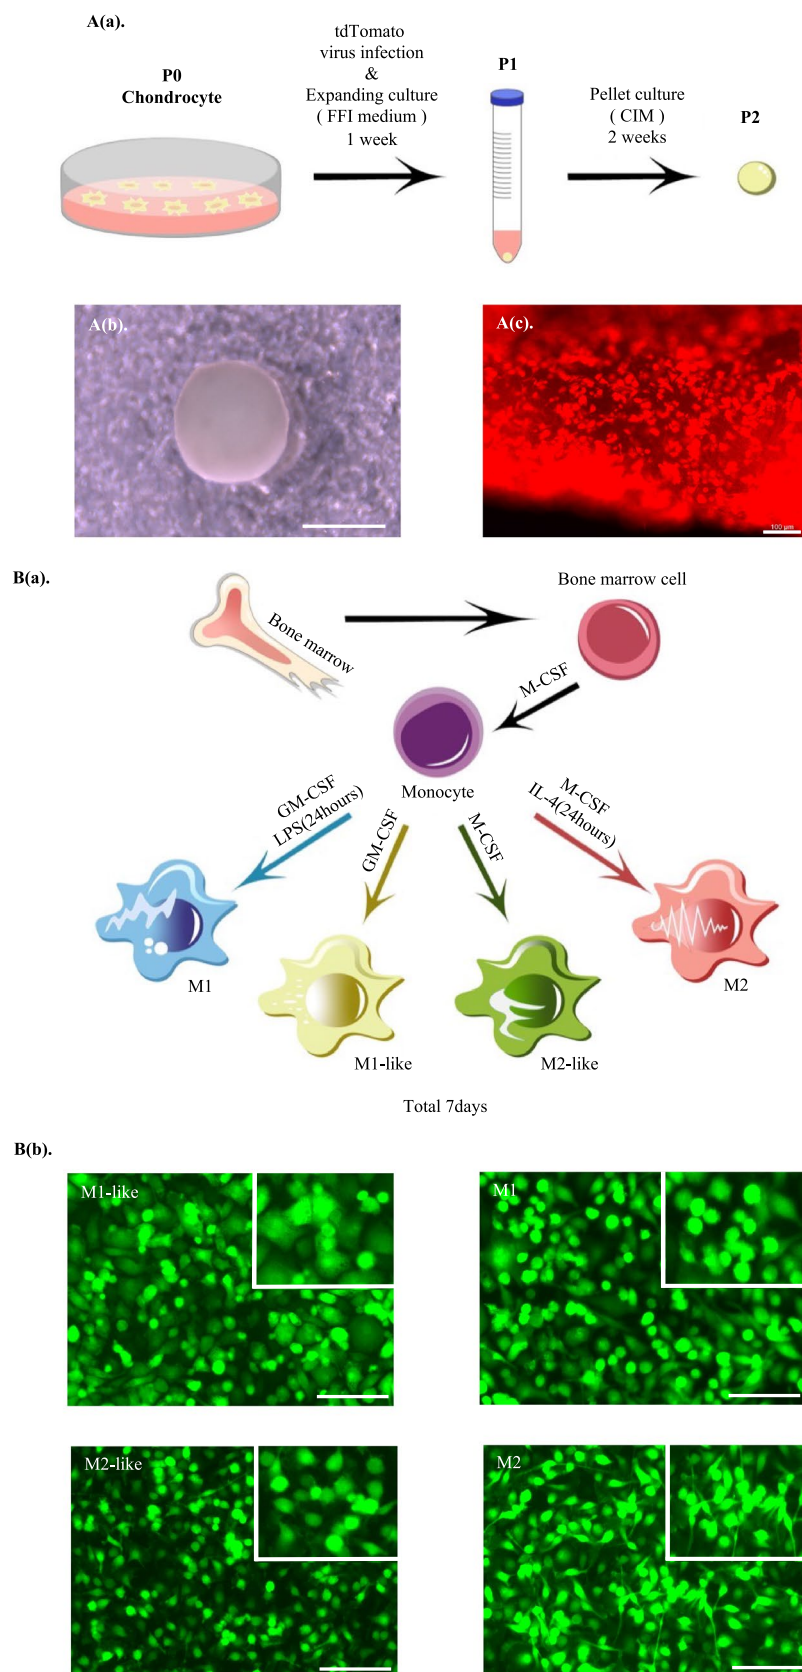 A(a).
P0
Chondrocyte
tdTomato
virus infection
&
Expanding culture
( FFI medium )
1 week
P1
Pellet culture
( CIM )
2 weeks
P2
A(b).
A(c).
100 µm
B(a).
Bone marrow
Bone marrow cell
M-CSF
Monocyte
GM-CSF
LPS(24hours)
GM-CSF
M-CSF
M-CSF
IL-4(24hours)
M1
M1-like
M2-like
M2
Total 7days
B(b).
M1-like
M1
M2-like
M2